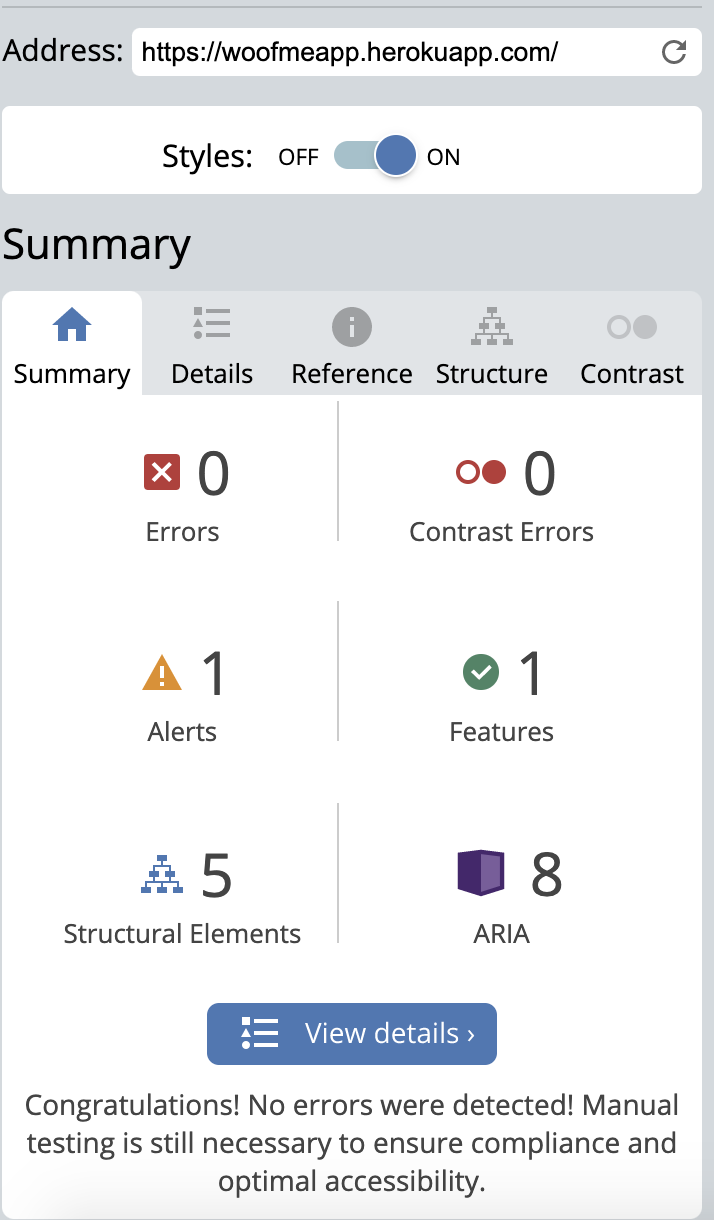 Address: https://woofmeapp.herokuapp.com/
Styles: OFF ON
Summary
Summary Details Reference Structure Contrast
0 0
Errors Contrast Errors
1 1
Alerts Features
5 8
Structural Elements ARIA
View details ›
Congratulations! No errors were detected! Manual
testing is still necessary to ensure compliance and
optimal accessibility.